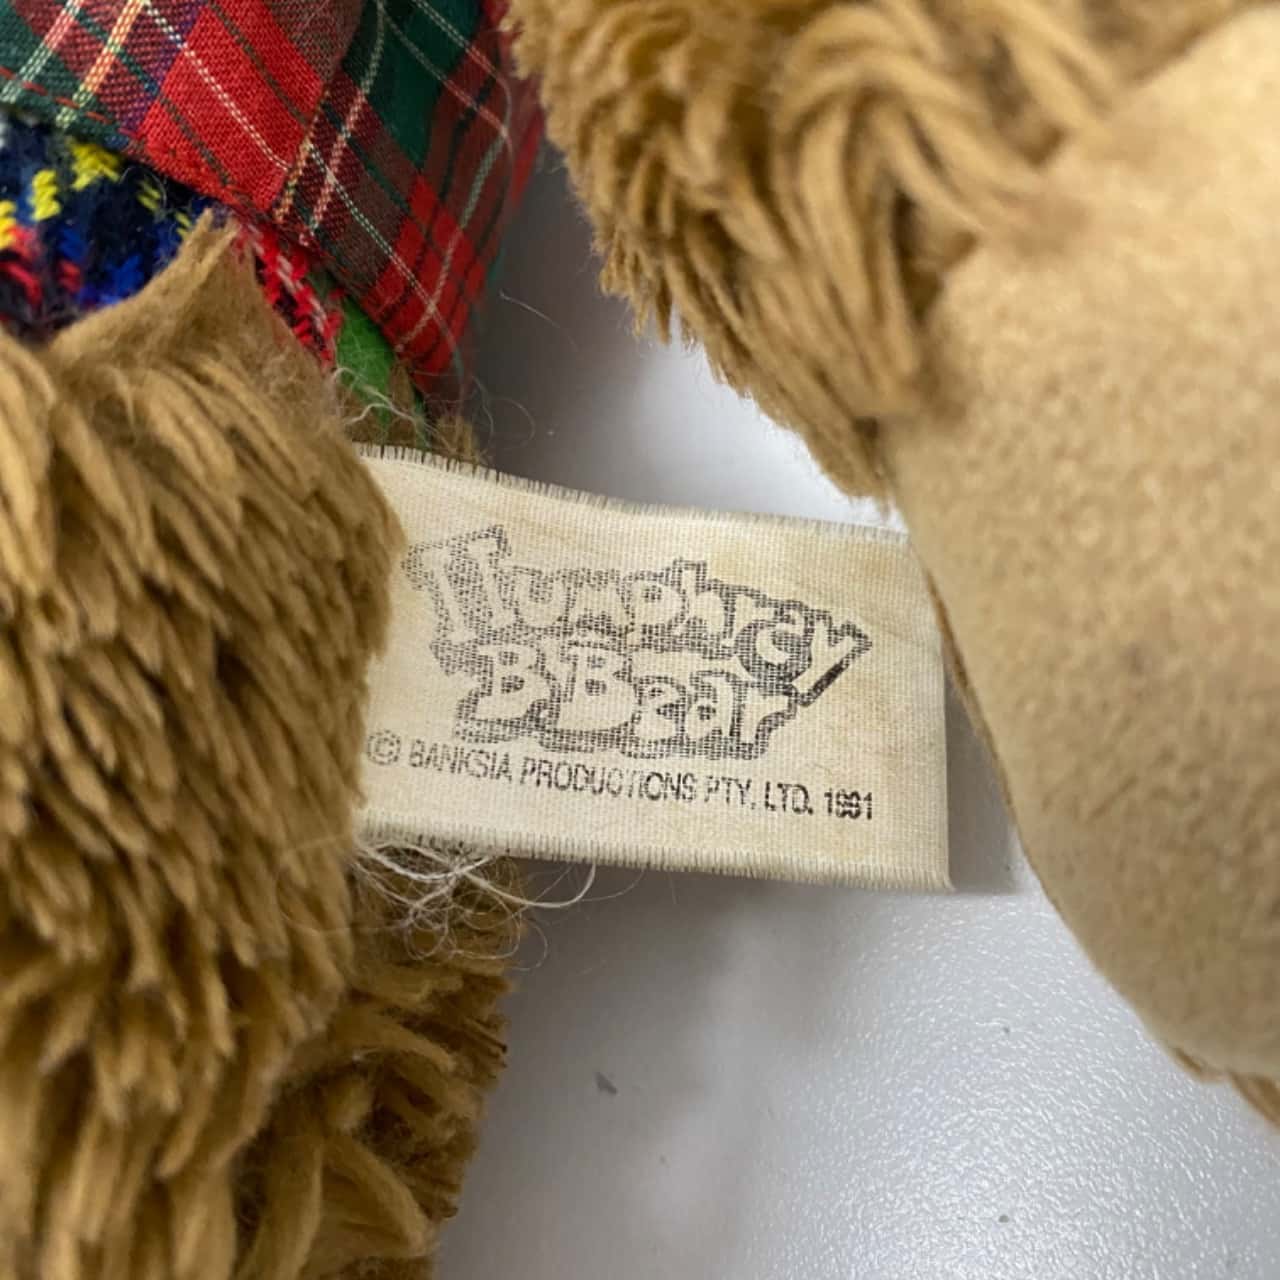 Humphrey
B. Bear
© BANKSIA PRODUCTIONS PTY. LTD. 1991